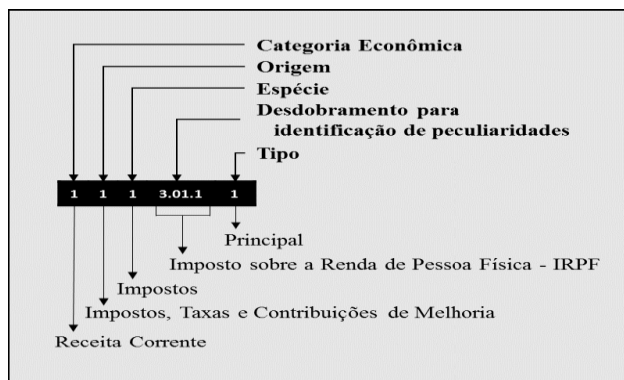 Categoria Econômica
Origem
Espécie
Desdobramento para
identificação de peculiaridades
Tipo
1 1 1 3.01.1 1
Principal
Imposto sobre a Renda de Pessoa Física - IRPF
Impostos
Impostos, Taxas e Contribuições de Melhoria
Receita Corrente